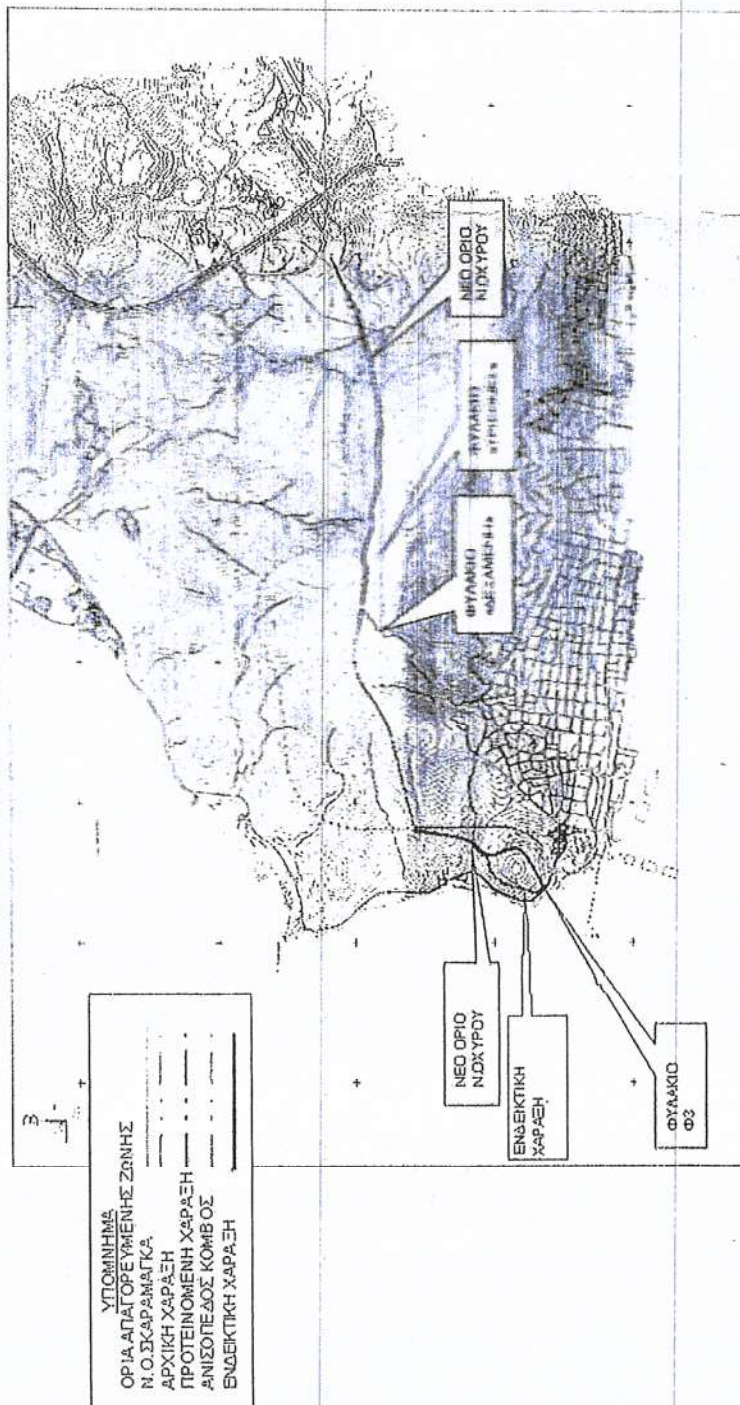 ΥΠΟΜΝΗΜΑ
ΟΡΙΑ ΑΠΑΓΟΡΕΥΜΕΝΗΣ ΖΩΝΗΣ
Ν.Ο.ΣΚΑΡΑΜΑΓΚΑ
ΑΡΧΙΚΗ ΧΑΡΑΞΗ
ΠΡΟΤΕΙΝΟΜΕΝΗ ΧΑΡΑΞΗ
ΑΝΙΣΟΠΕΔΟΣ ΚΟΜΒΟΣ
ΕΝΔΕΙΚΤΙΚΗ ΧΑΡΑΞΗ
ΝΕΟ ΟΡΙΟ
Ν.ΟΧΥΡΟΥ
ΕΝΔΕΙΚΤΙΚΗ
ΧΑΡΑΞΗ
ΦΥΛΑΚΙΟ
Φ3
ΦΥΛΑΚΙΟ
«ΔΕΞΑΜΕΝΗ»
ΦΥΛΑΚΙΟ
ΝΕΟ ΟΡΙΟ
Ν.ΟΧΥΡΟΥ